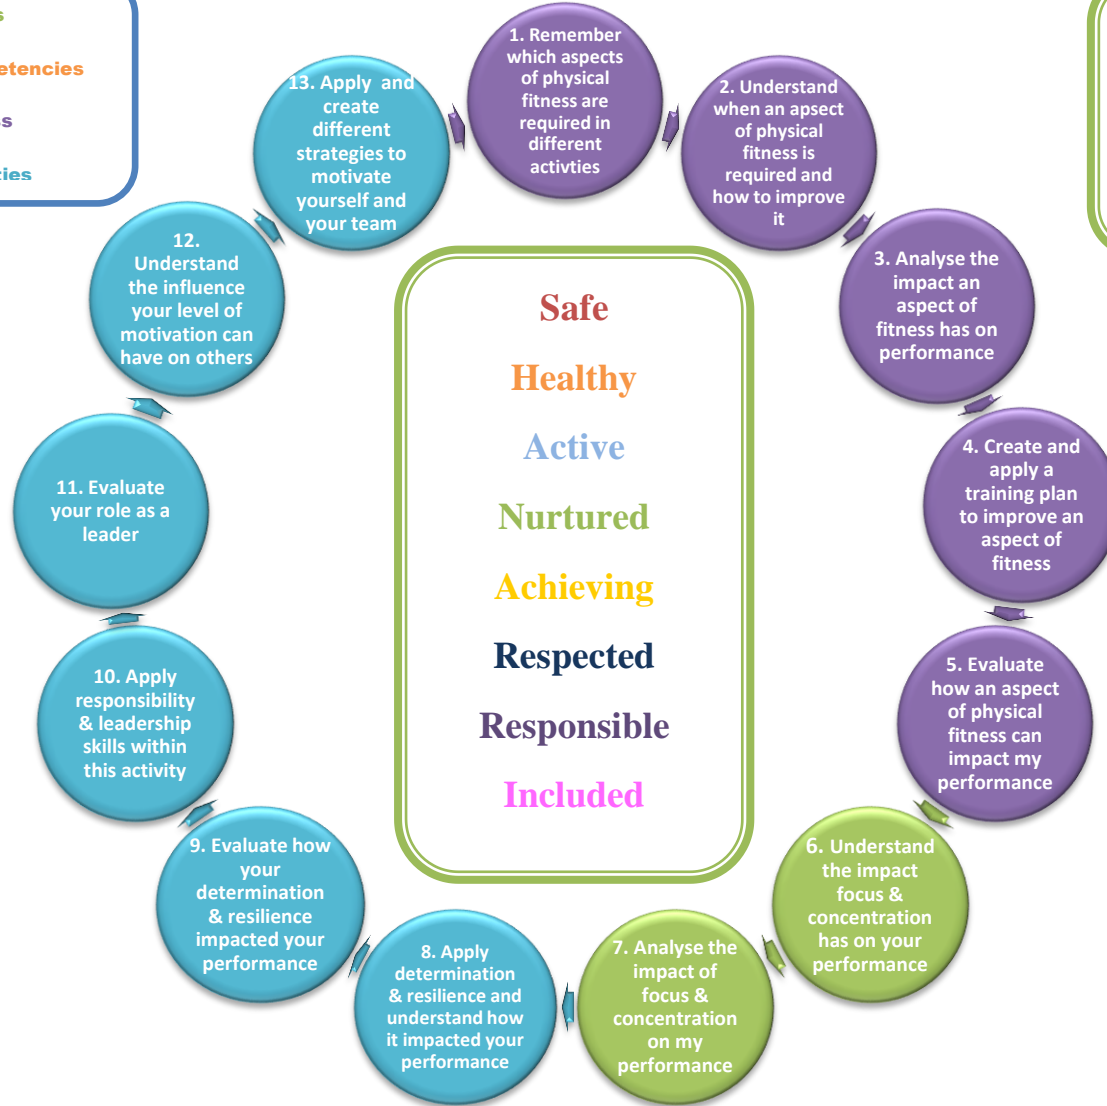 1. Remember
which aspects
of physical
fitness are
required in
different
activties
2. Understand
when an apsect
of physical
fitness is
required and
how to improve
it
3. Analyse the
impact an
aspect of
fitness has on
performance
4. Create and
apply a
training plan
to improve an
aspect of
fitness
5. Evaluate
how an aspect
of physical
fitness can
impact my
performance
6. Understand
the impact
focus &
concentration
has on your
performance
7. Analyse the
impact of
focus &
concentration
on my
performance
8. Apply
determination
& resilience and
understand how
it impacted your
performance
9. Evaluate how
your
determination
& resilience
impacted your
performance
10. Apply
responsibility
& leadership
skills within
this activity
11. Evaluate
your role as a
leader
12.
Understand
the influence
your level of
motivation can
have on others
13. Apply and
create
different
strategies to
motivate
yourself and
your team
Safe
Healthy
Active
Nurtured
Achieving
Respected
Responsible
Included